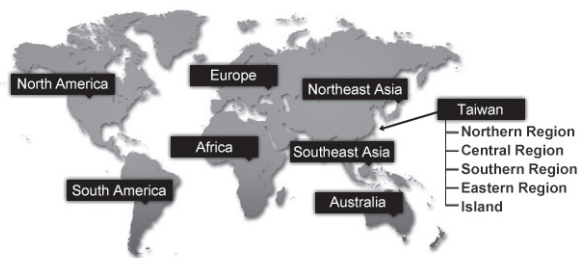 North America
Europe
Northeast Asia
Taiwan
Northern Region
Central Region
Southern Region
Eastern Region
Island
Africa
Southeast Asia
South America
Australia